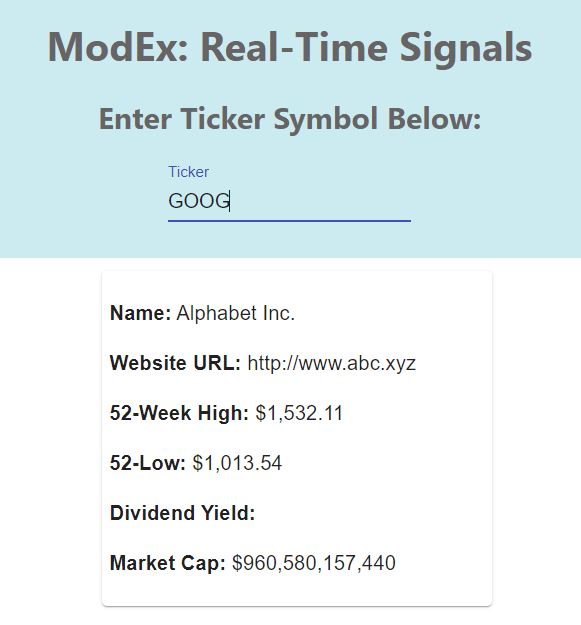 ModEx: Real-Time Signals
Enter Ticker Symbol Below:
Ticker
GOOG
Name: Alphabet Inc.
Website URL: http://www.abc.xyz
52-Week High: $1,532.11
52-Low: $1,013.54
Dividend Yield:
Market Cap: $960,580,157,440